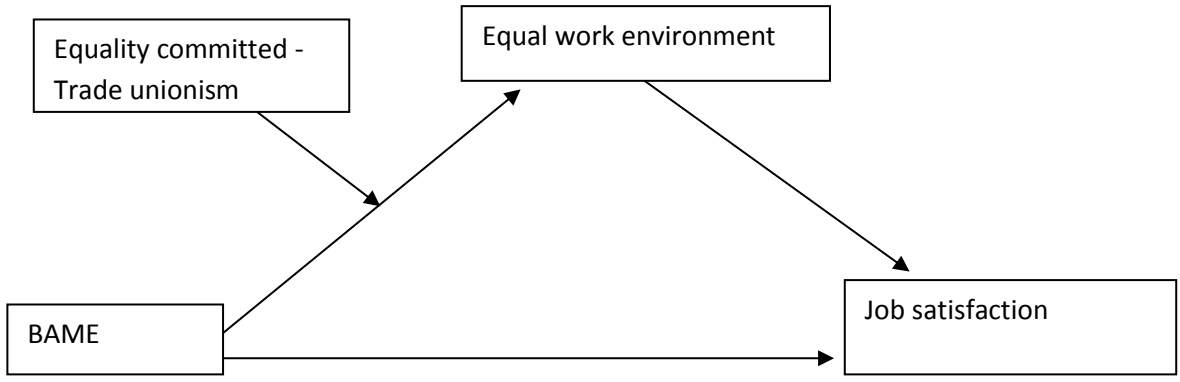 Equality committed -
Trade unionism
Equal work environment
BAME
Job satisfaction